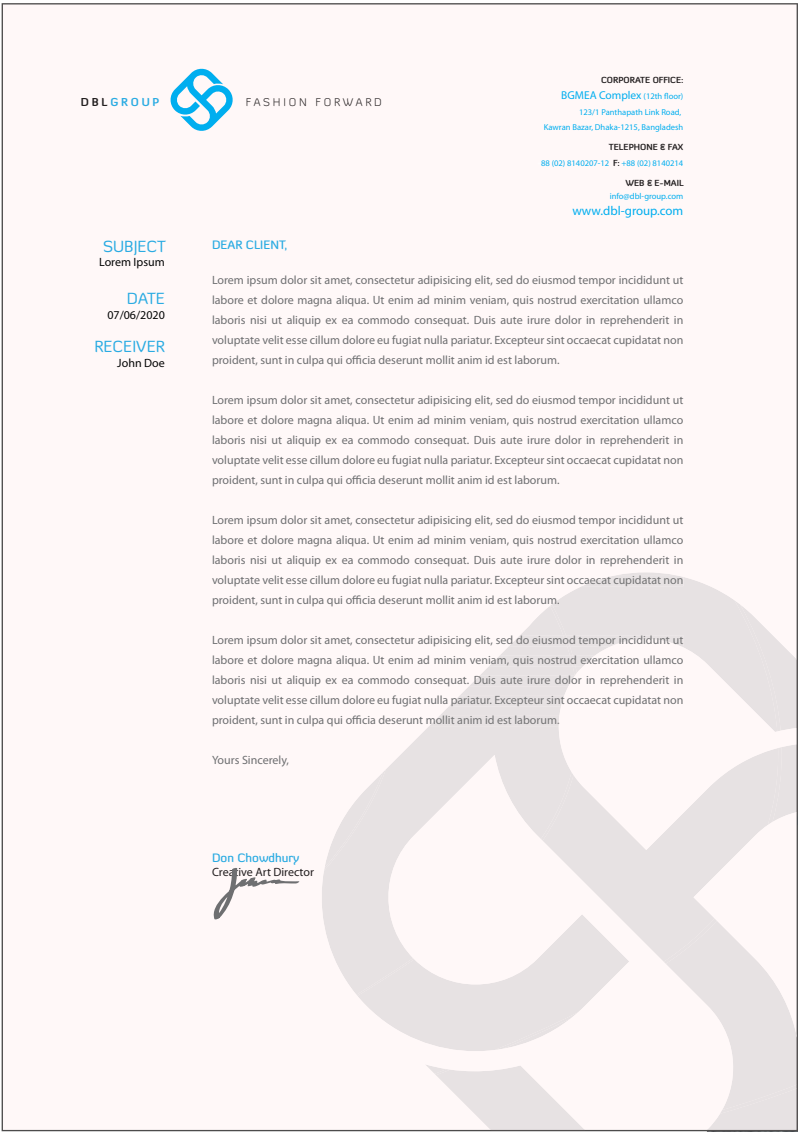 DBLGROUP FASHION FORWARD
CORPORATE OFFICE:
BGMEA Complex (12th floor)
123/1 Panthapath Link Road,
Kawran Bazar, Dhaka-1215, Bangladesh
TELEPHONE & FAX
88 (02) 8140207-12 F: +88 (02) 8140214
WEB & E-MAIL
info@dbl-group.com
www.dbl-group.com
SUBJECT
Lorem Ipsum
DATE
07/06/2020
RECEIVER
John Doe
DEAR CLIENT,
Lorem ipsum dolor sit amet, consectetur adipisicing elit, sed do eiusmod tempor incididunt ut
labore et dolore magna aliqua. Ut enim ad minim veniam, quis nostrud exercitation ullamco
laboris nisi ut aliquip ex ea commodo consequat. Duis aute irure dolor in reprehenderit in
voluptate velit esse cillum dolore eu fugiat nulla pariatur. Excepteur sint occaecat cupidatat non
proident, sunt in culpa qui officia deserunt mollit anim id est laborum.
Lorem ipsum dolor sit amet, consectetur adipisicing elit, sed do eiusmod tempor incididunt ut
labore et dolore magna aliqua. Ut enim ad minim veniam, quis nostrud exercitation ullamco
laboris nisi ut aliquip ex ea commodo consequat. Duis aute irure dolor in reprehenderit in
voluptate velit esse cillum dolore eu fugiat nulla pariatur. Excepteur sint occaecat cupidatat non
proident, sunt in culpa qui officia deserunt mollit anim id est laborum.
Lorem ipsum dolor sit amet, consectetur adipisicing elit, sed do eiusmod tempor incididunt ut
labore et dolore magna aliqua. Ut enim ad minim veniam, quis nostrud exercitation ullamco
laboris nisi ut aliquip ex ea commodo consequat. Duis aute irure dolor in reprehenderit in
voluptate velit esse cillum dolore eu fugiat nulla pariatur. Excepteur sint occaecat cupidatat non
proident, sunt in culpa qui officia deserunt mollit anim id est laborum.
Lorem ipsum dolor sit amet, consectetur adipisicing elit, sed do eiusmod tempor incididunt ut
labore et dolore magna aliqua. Ut enim ad minim veniam, quis nostrud exercitation ullamco
laboris nisi ut aliquip ex ea commodo consequat. Duis aute irure dolor in reprehenderit in
voluptate velit esse cillum dolore eu fugiat nulla pariatur. Excepteur sint occaecat cupidatat non
proident, sunt in culpa qui officia deserunt mollit anim id est laborum.
Yours Sincerely,
Don Chowdhury
Creative Art Director